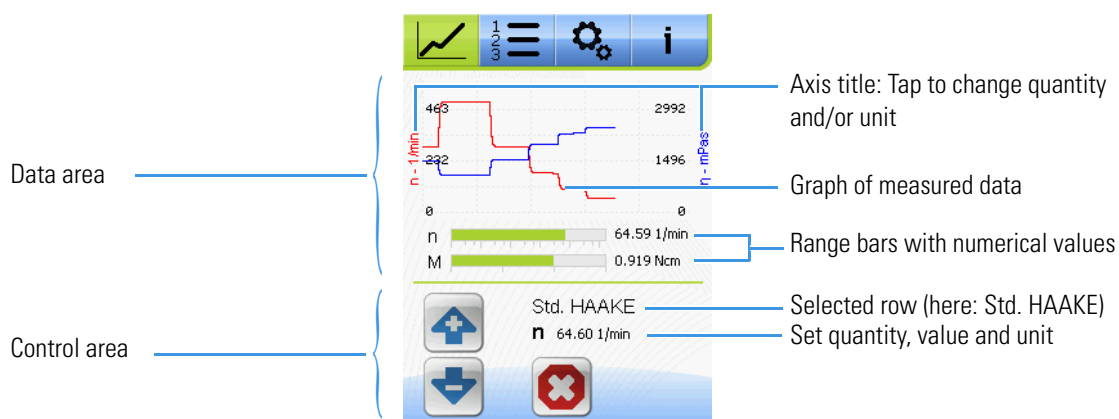 1
2
3
i
Axis title: Tap to change quantity
and/or unit
463
2992
n - 1/min
232
1496
η - mPas
Data area
Graph of measured data
0
0
n
64.59 1/min
Range bars with numerical values
M
0.919 Ncm
Std. HAAKE
Selected row (here: Std. HAAKE)
n 64.60 1/min
Set quantity, value and unit
Control area